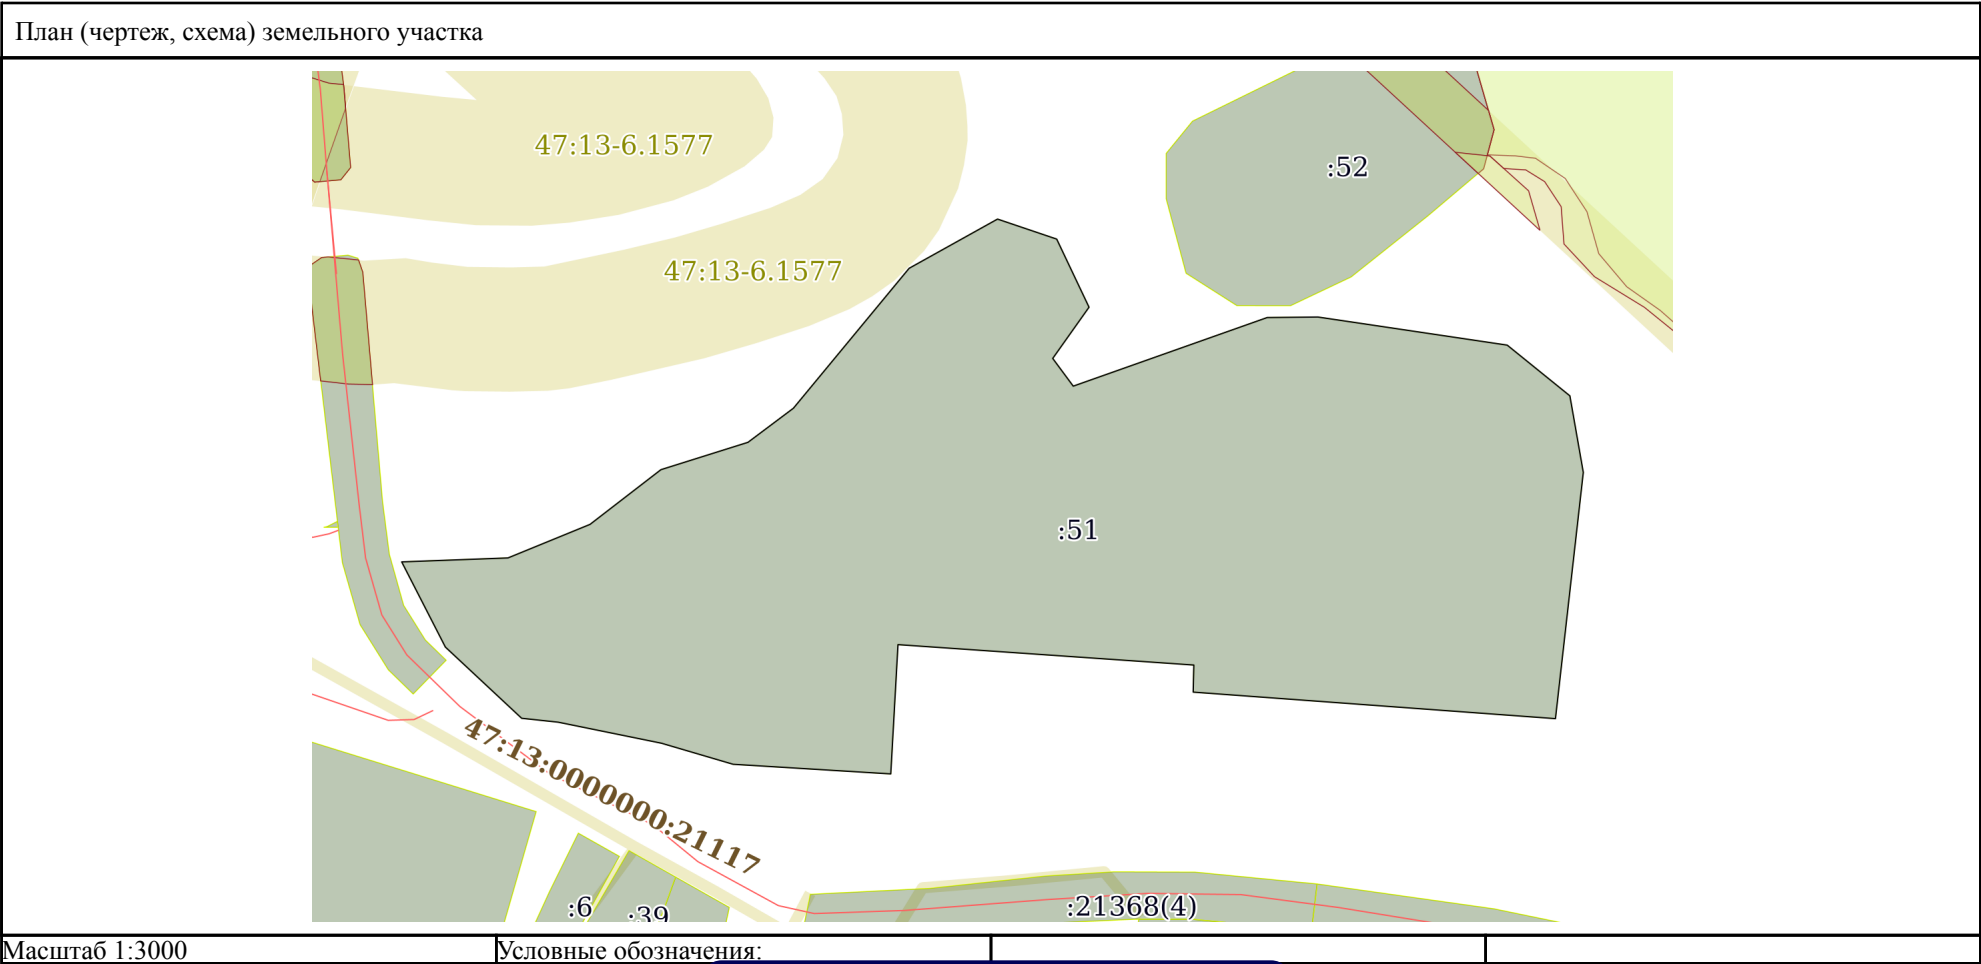 План (чертеж, схема) земельного участка
47:13-6.1577
:52
47:13-6.1577
:51
47:13:0000000:21117
:6
:39
:21368(4)
Масштаб 1:3000
Условные обозначения: